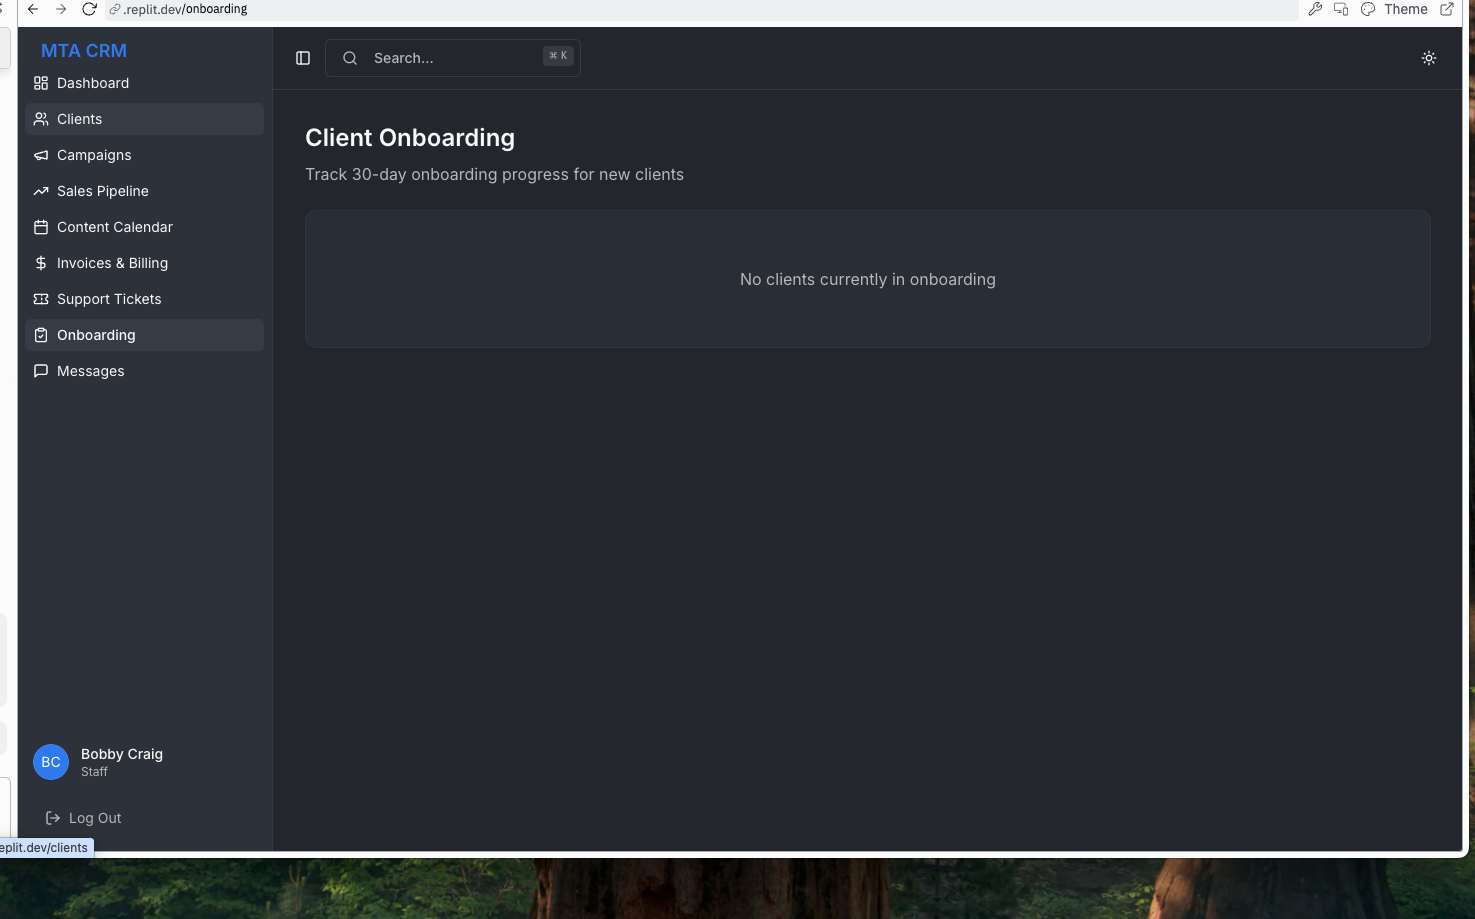 .replit.dev/onboarding
Theme
MTA CRM
Search...
⌘ K
Dashboard
Clients
Campaigns
Sales Pipeline
Content Calendar
Invoices & Billing
Support Tickets
Onboarding
Messages
Client Onboarding
Track 30-day onboarding progress for new clients
No clients currently in onboarding
BC
Bobby Craig
Staff
Log Out
eplit.dev/clients